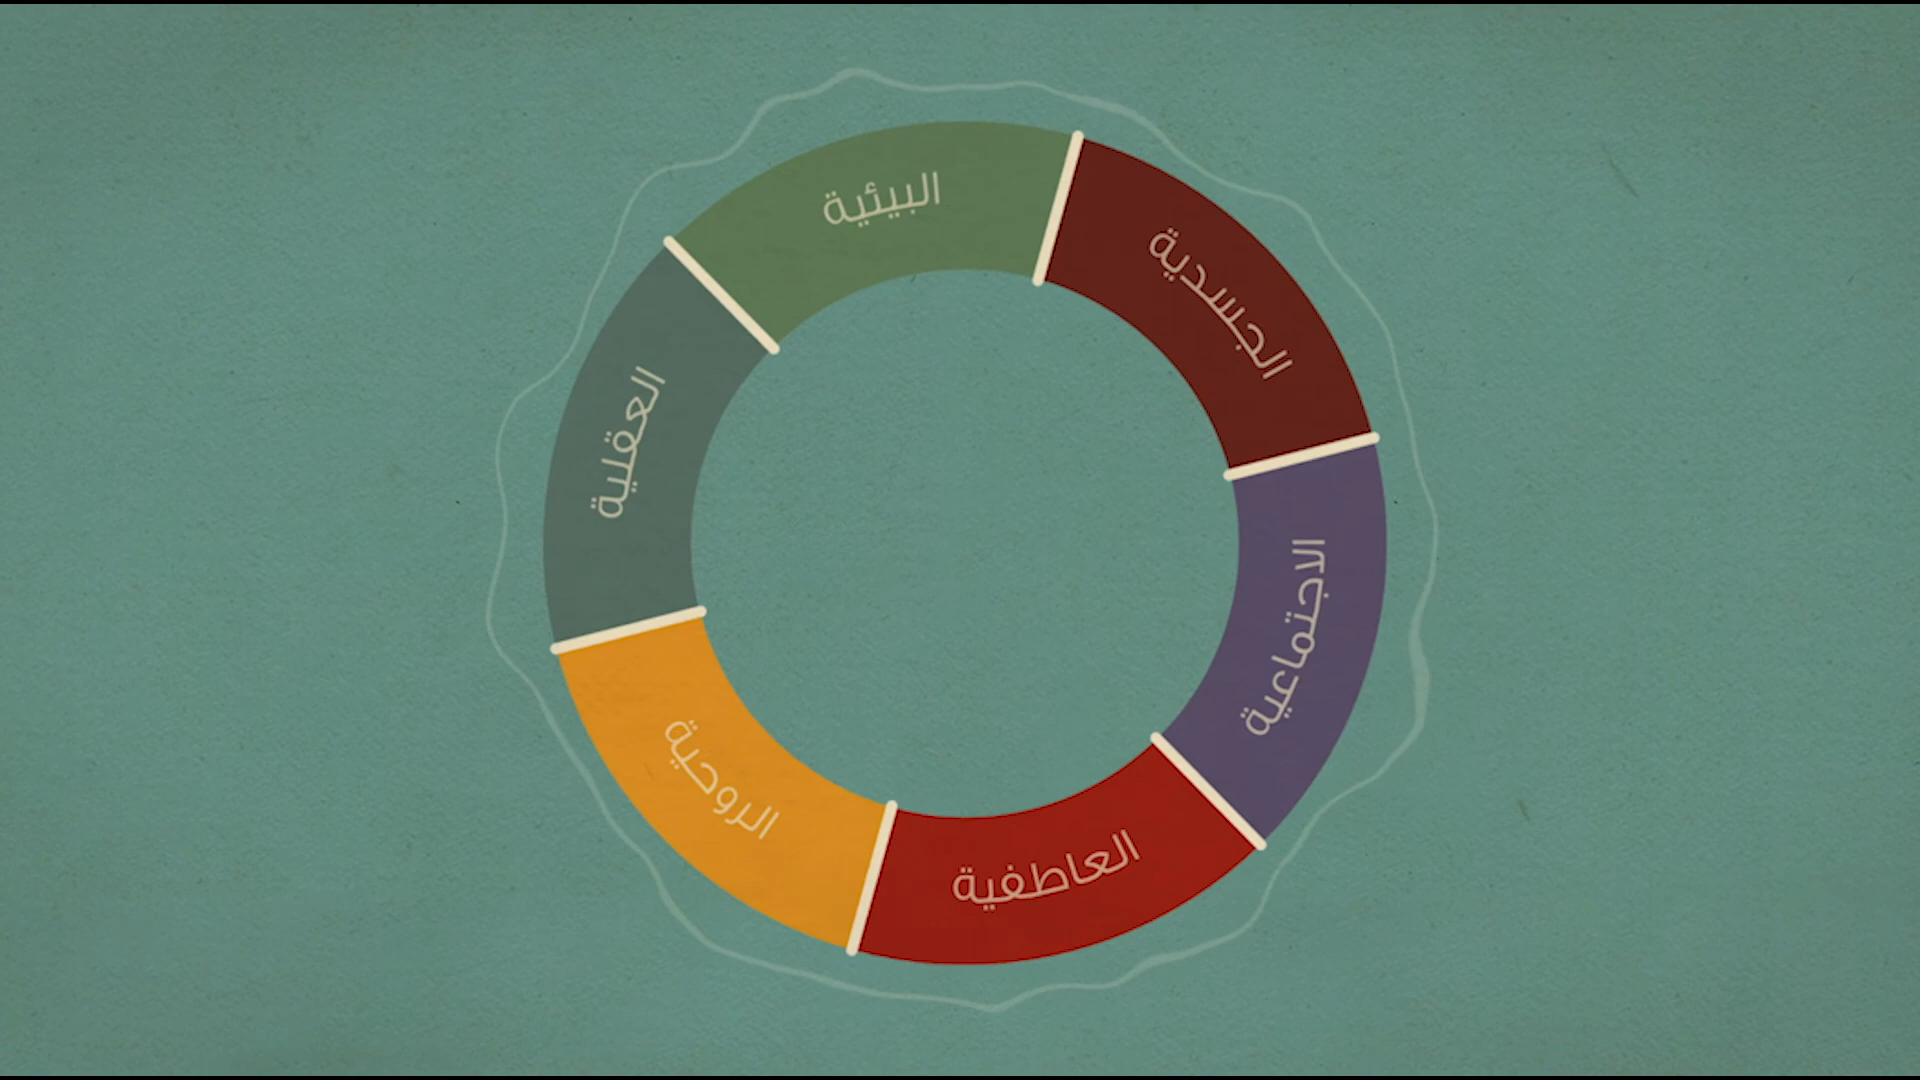 البيئية
الجسدية
الاجتماعية
العاطفية
الروحية
العقلية